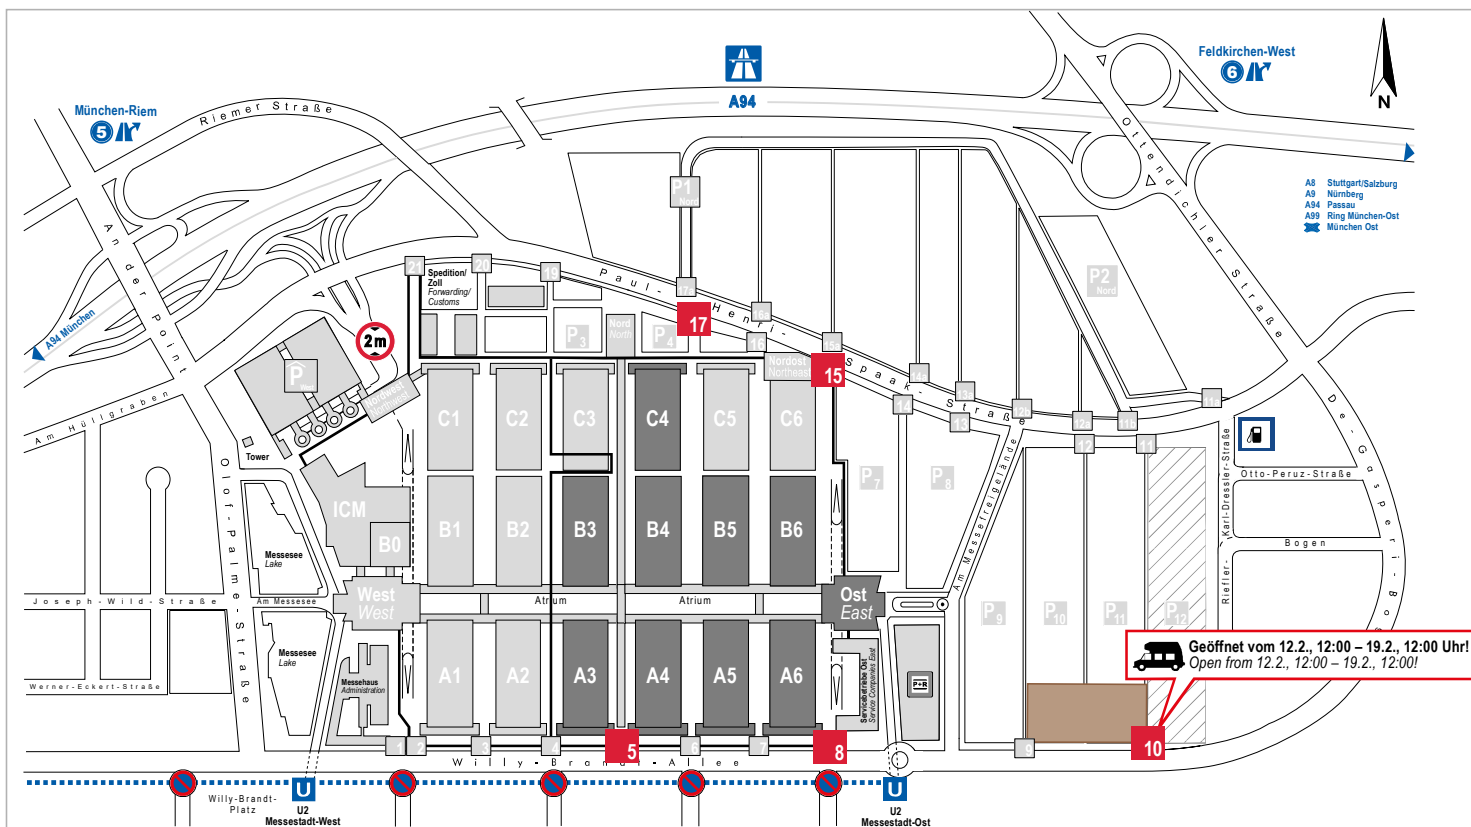 Feldkirchen-West
6
A94
N
München-Riem
5
Riemer Straße
Ottendichler Straße
A8 Stuttgart/Salzburg
A9 Nürnberg
A94 Passau
A99 Ring München-Ost
München Ost
P1
Nord
An der Point
21
20
19
Spedition/
Zoll
Forwarding/
Customs
Paul-Henri-Spaak-Straße
17a
P2
Nord
16a
17
Nord
North
P3
P4
16
15a
A94 München
2m
P
West
Nordwest
Northwest
Nordost
Northeast
15
14a
13a
12b
12a
11b
11a
14
13
12
11
Am Hüllgraben
Tower
C1
C2
C3
C4
C5
C6
De-Gasperi-Bo
Otto-Peruz-Straße
Karl-Dressler-Straße
Riefler-
Bogen
P7
P8
Am Messefreigelände
Olof-Palme-Straße
ICM
B0
B1
B2
B3
B4
B5
B6
Messesee
Lake
West
West
Atrium
Atrium
Ost
East
Joseph-Wild-Straße
Am Messesee
P9
P10
P11
P12
Messesee
Lake
Messehaus
Administration
A1
A2
A3
A4
A5
A6
Servicebetriebe Ost
Service Companies East
P+R
Geöffnet vom 12.2., 12:00 – 19.2., 12:00 Uhr!
Open from 12.2., 12:00 – 19.2., 12:00!
Werner-Eckert-Straße
1
2
3
4
5
6
7
8
9
10
Willy-Brandt-Allee
Willy-Brandt-
Platz
U
U2
Messestadt-West
U
U2
Messestadt-Ost